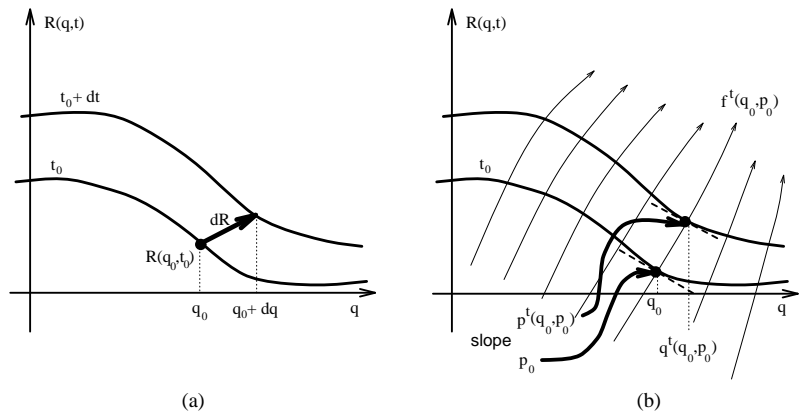 R(q,t)
t₀ + dt
t₀
dR
R(q₀,t₀)
q₀
q₀ + dq
q
(a)
R(q,t)
fᵗ(q₀,p₀)
t₀
q₀
q
pᵗ(q₀,p₀)
slope
qᵗ(q₀,p₀)
p₀
(b)